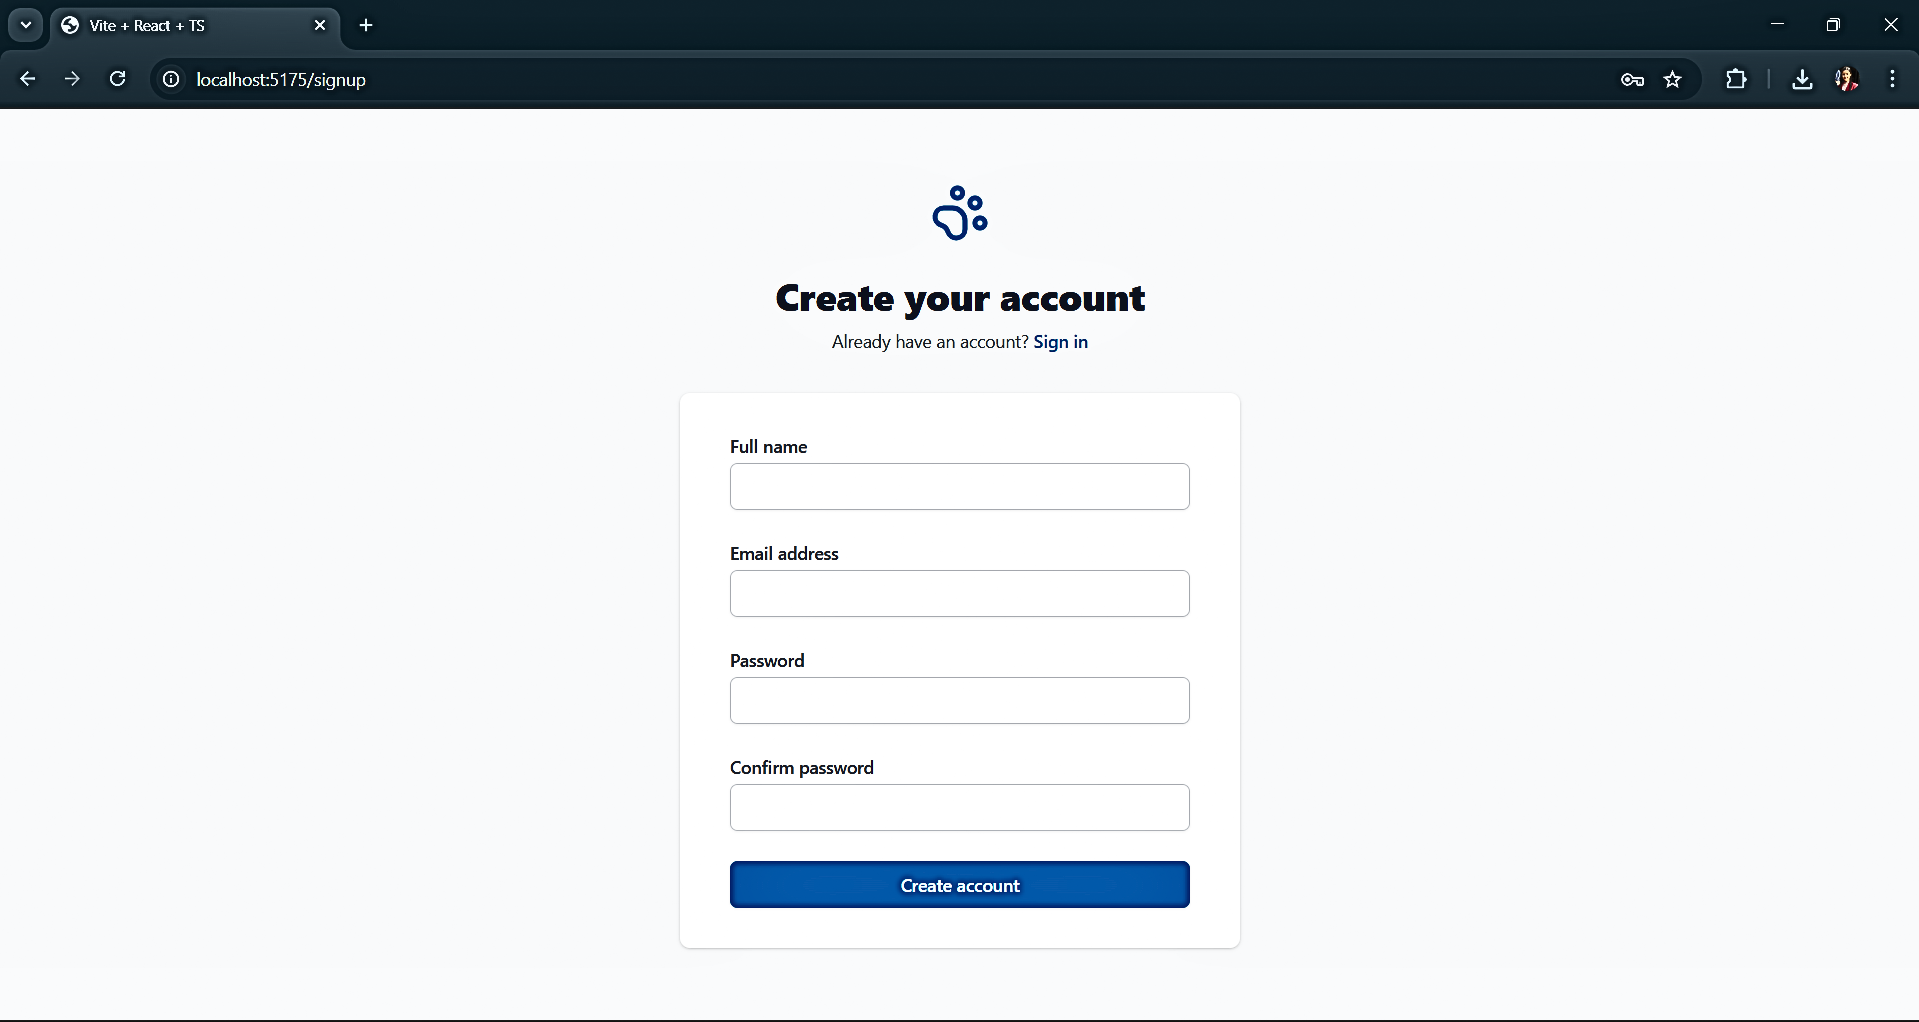 Vite + React + TS
localhost:5175/signup
Create your account
Already have an account? Sign in
Full name
Email address
Password
Confirm password
Create account